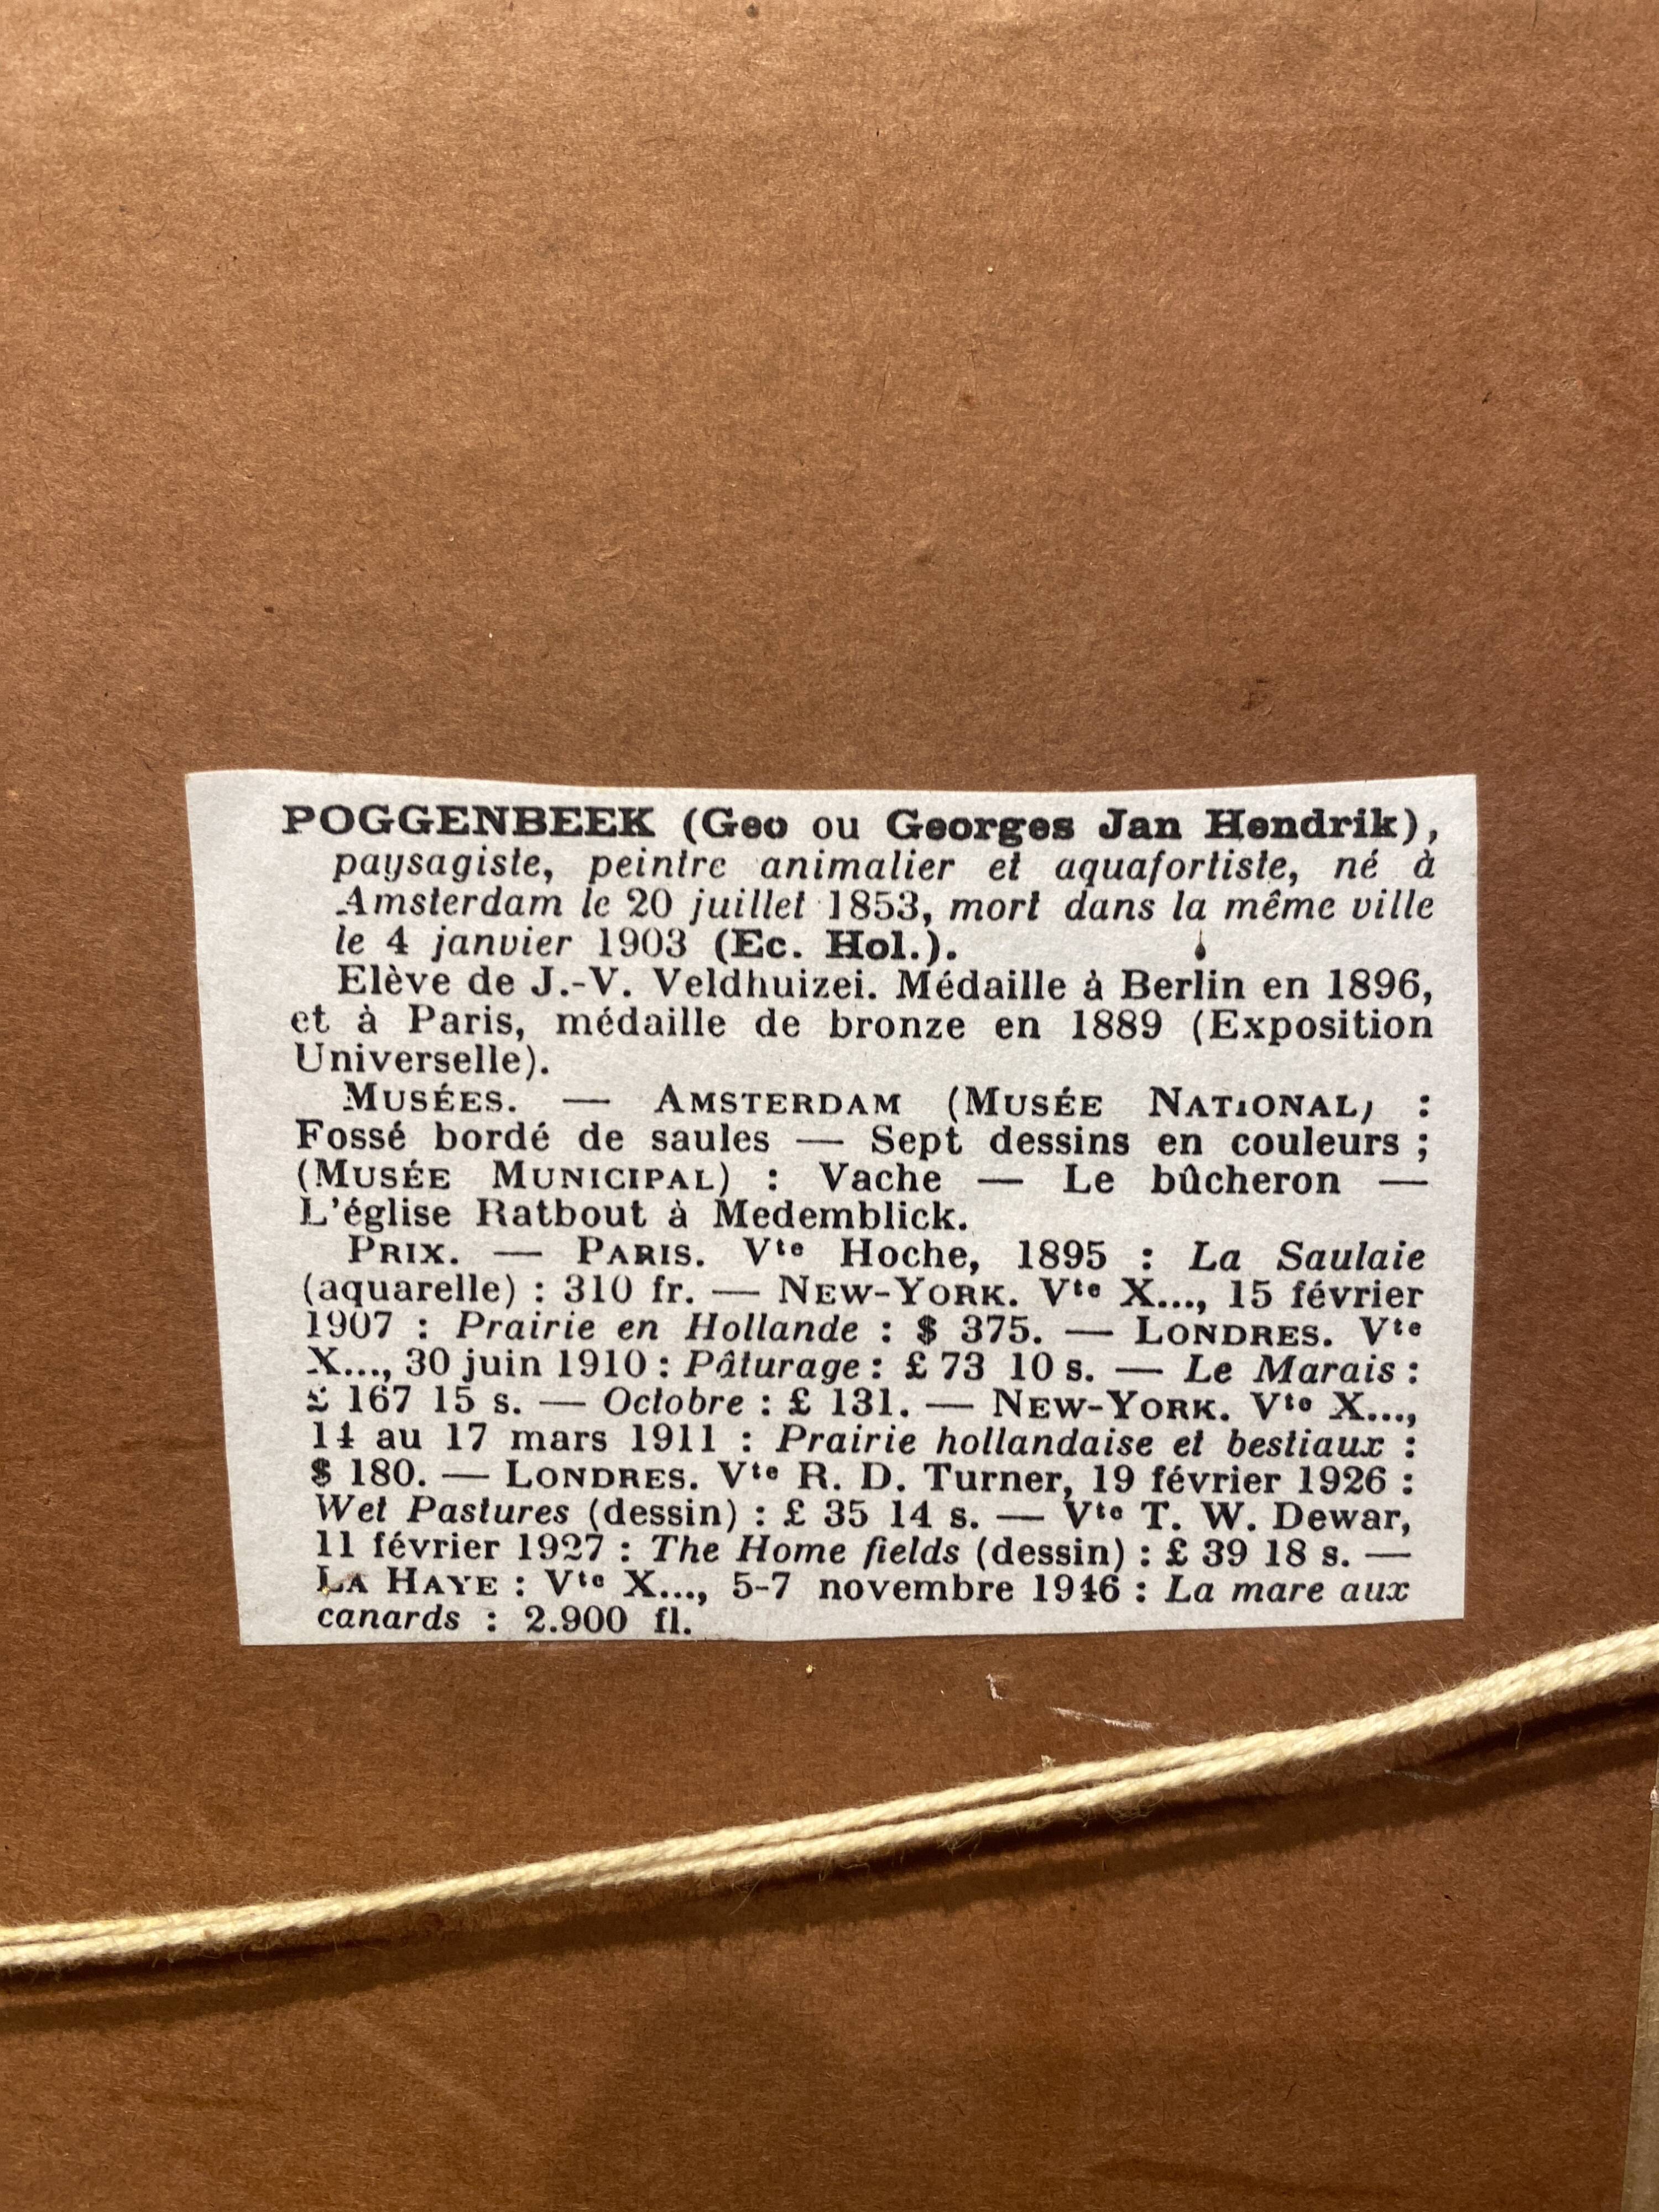 POGGENBEEK (Geo ou Georges Jan Hendrik),
paysagiste, peintre animalier et aquafortiste, né à
Amsterdam le 20 juillet 1853, mort dans la même ville
le 4 janvier 1903 (Ec. Hol.).
Elève de J.-V. Veldhuizei. Médaille à Berlin en 1896,
et à Paris, médaille de bronze en 1889 (Exposition
Universelle).
MUSÉES. — AMSTERDAM (MUSÉE NATIONAL) :
Fossé bordé de saules — Sept dessins en couleurs ;
(MUSÉE MUNICIPAL) : Vache — Le bûcheron —
L'église Ratbout à Medemblick.
PRIX. — PARIS. Vte Hoche, 1895 : La Saulaie
(aquarelle) : 310 fr. — NEW-YORK. Vte X..., 15 février
1907 : Prairie en Hollande : $ 375. — LONDRES. Vte
X..., 30 juin 1910 : Pâturage : £ 73 10 s. — Le Marais :
£ 167 15 s. — Octobre : £ 131. — NEW-YORK. Vte X...,
14 au 17 mars 1911 : Prairie hollandaise et bestiaux :
$ 180. — LONDRES. Vte R. D. Turner, 19 février 1926 :
Wet Pastures (dessin) : £ 35 14 s. — Vte T. W. Dewar,
11 février 1927 : The Home fields (dessin) : £ 39 18 s. —
LA HAYE : Vte X..., 5-7 novembre 1946 : La mare aux
canards : 2.900 fl.